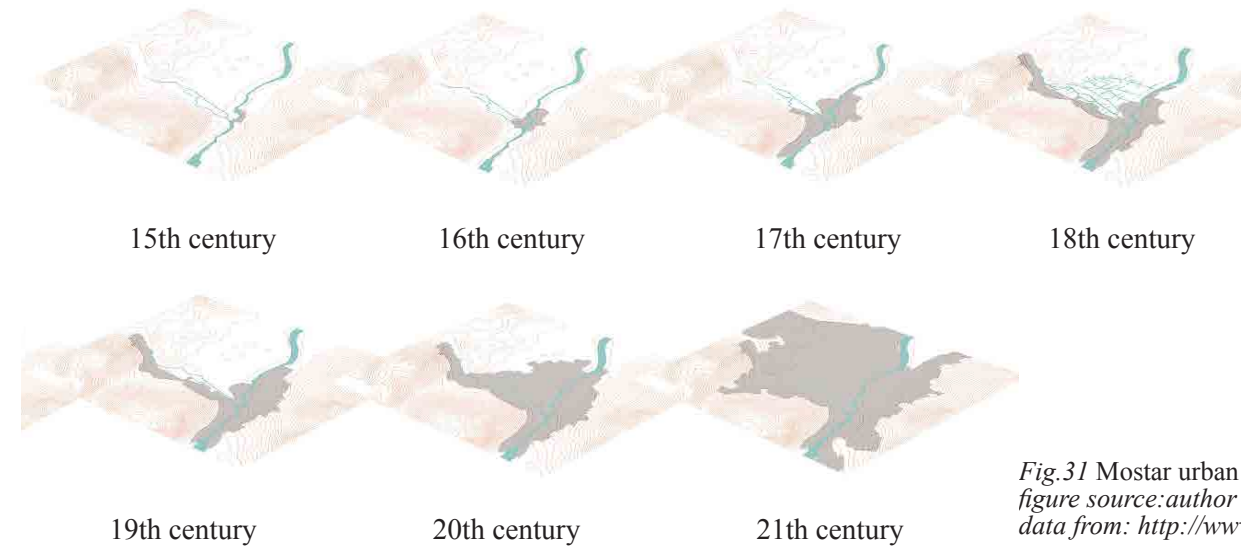 15th century
16th century
17th century
18th century
19th century
20th century
21th century
Fig.31 Mostar urban
figure source:author
data from: http://ww